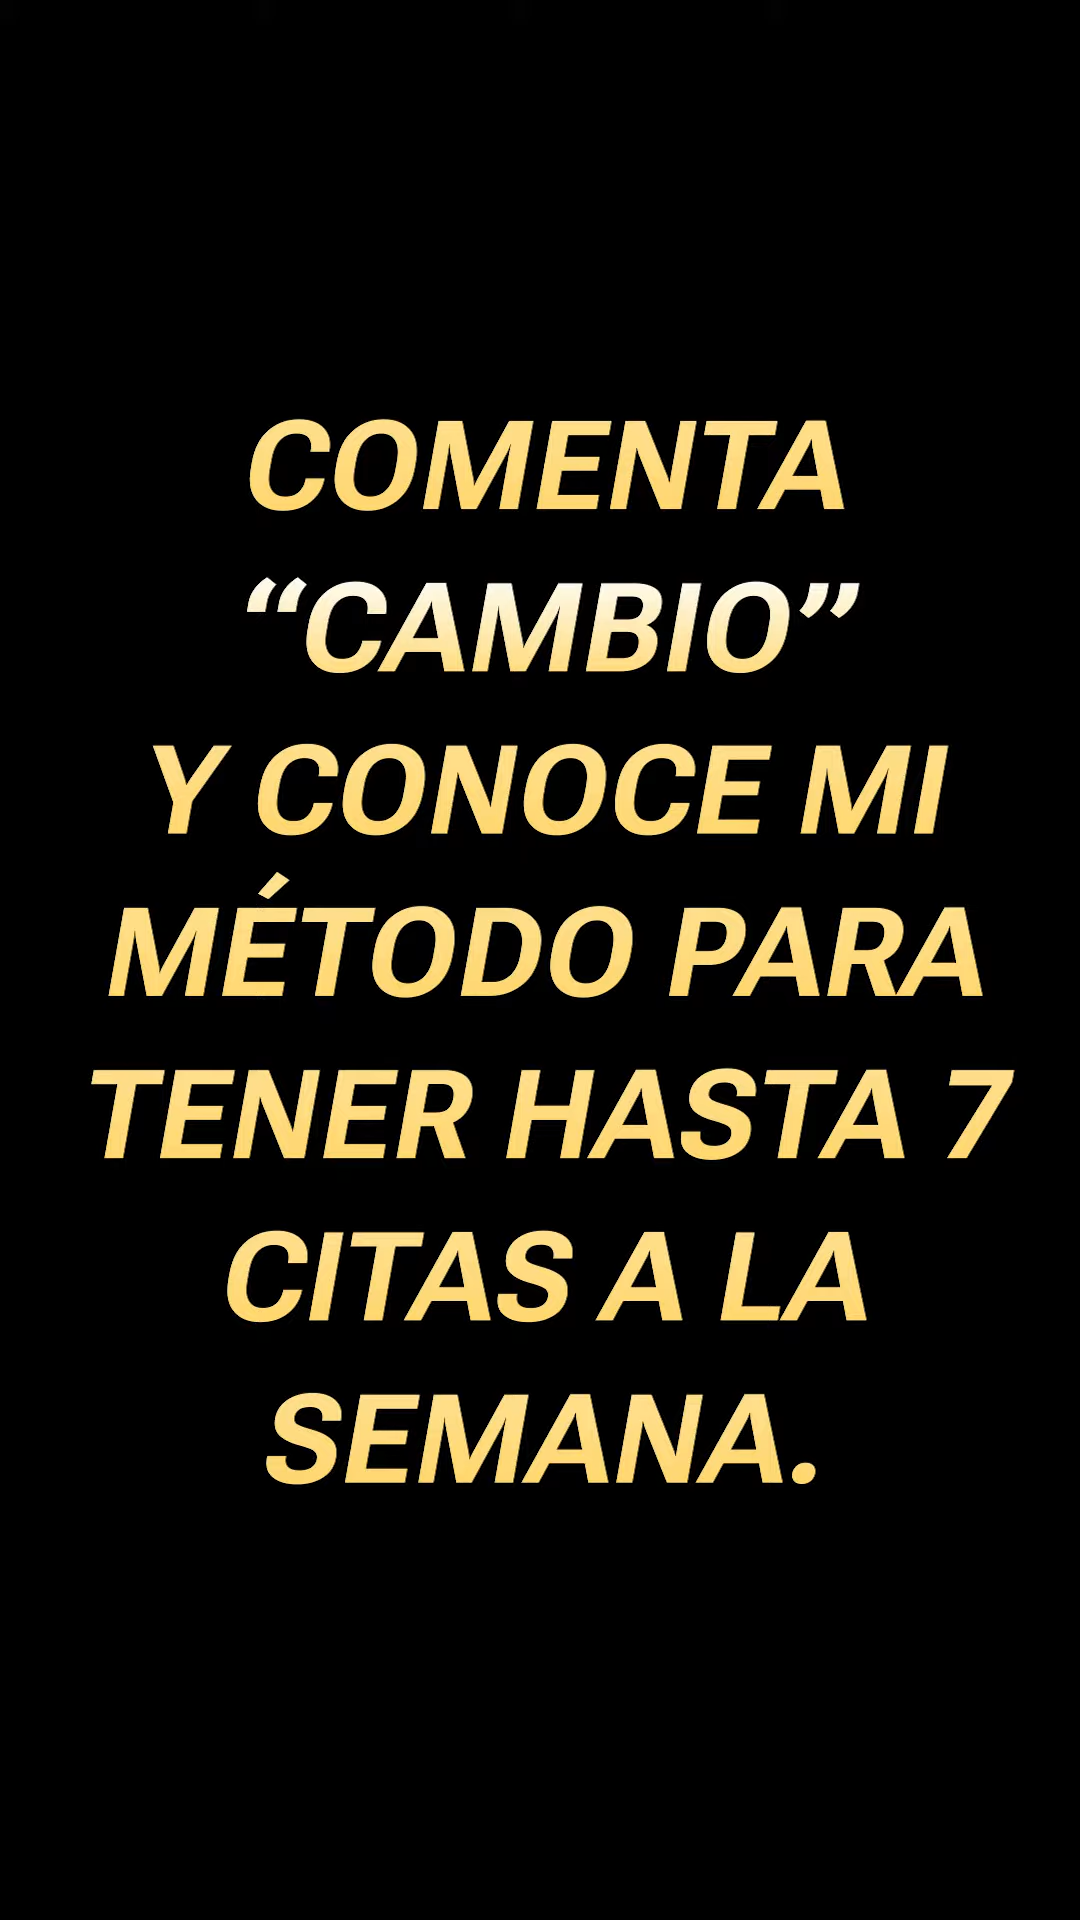 COMENTA
“CAMBIO”
Y CONOCE MI
MÉTODO PARA
TENER HASTA 7
CITAS A LA
SEMANA.